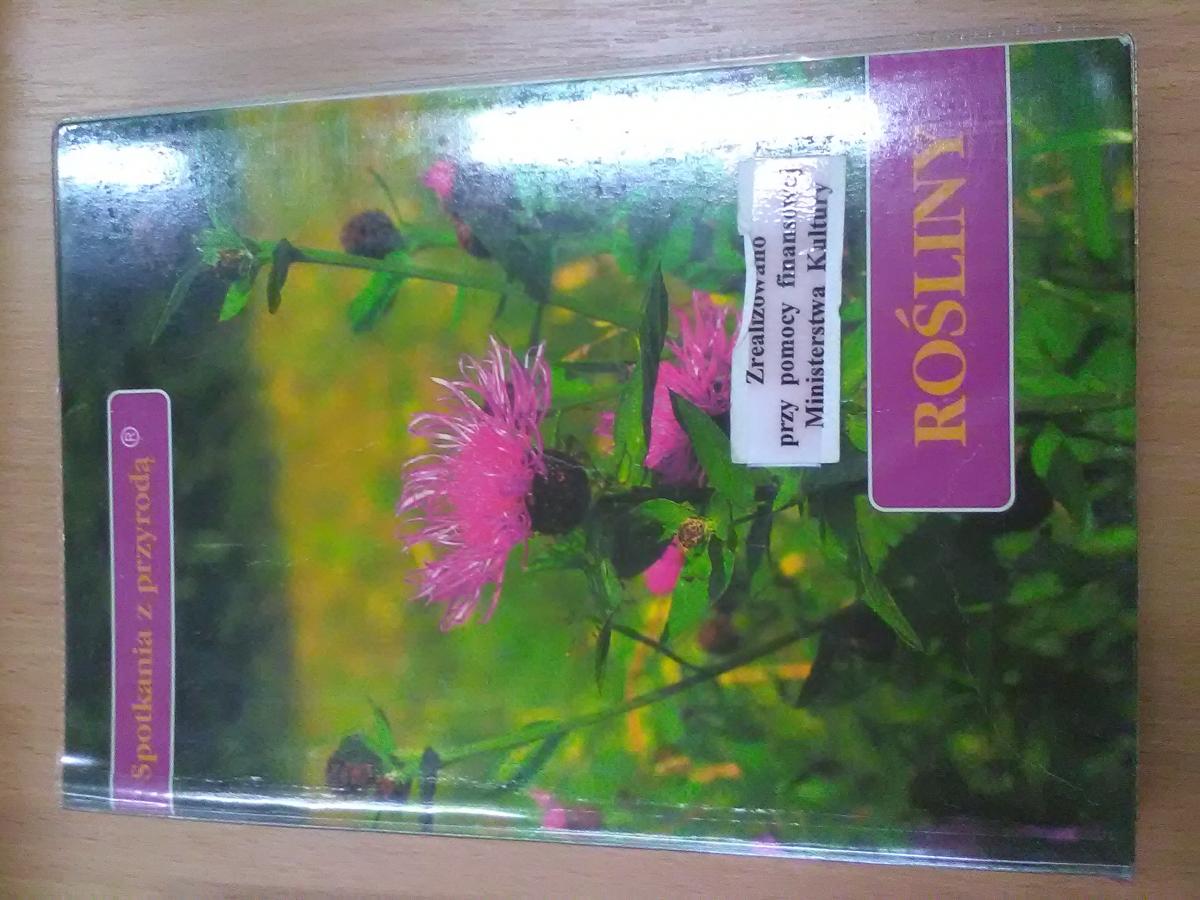 Spotkania z przyrodą ®
Zrealizowano
przy pomocy finansowej
Ministerstwa Kultury
ROŚLINY